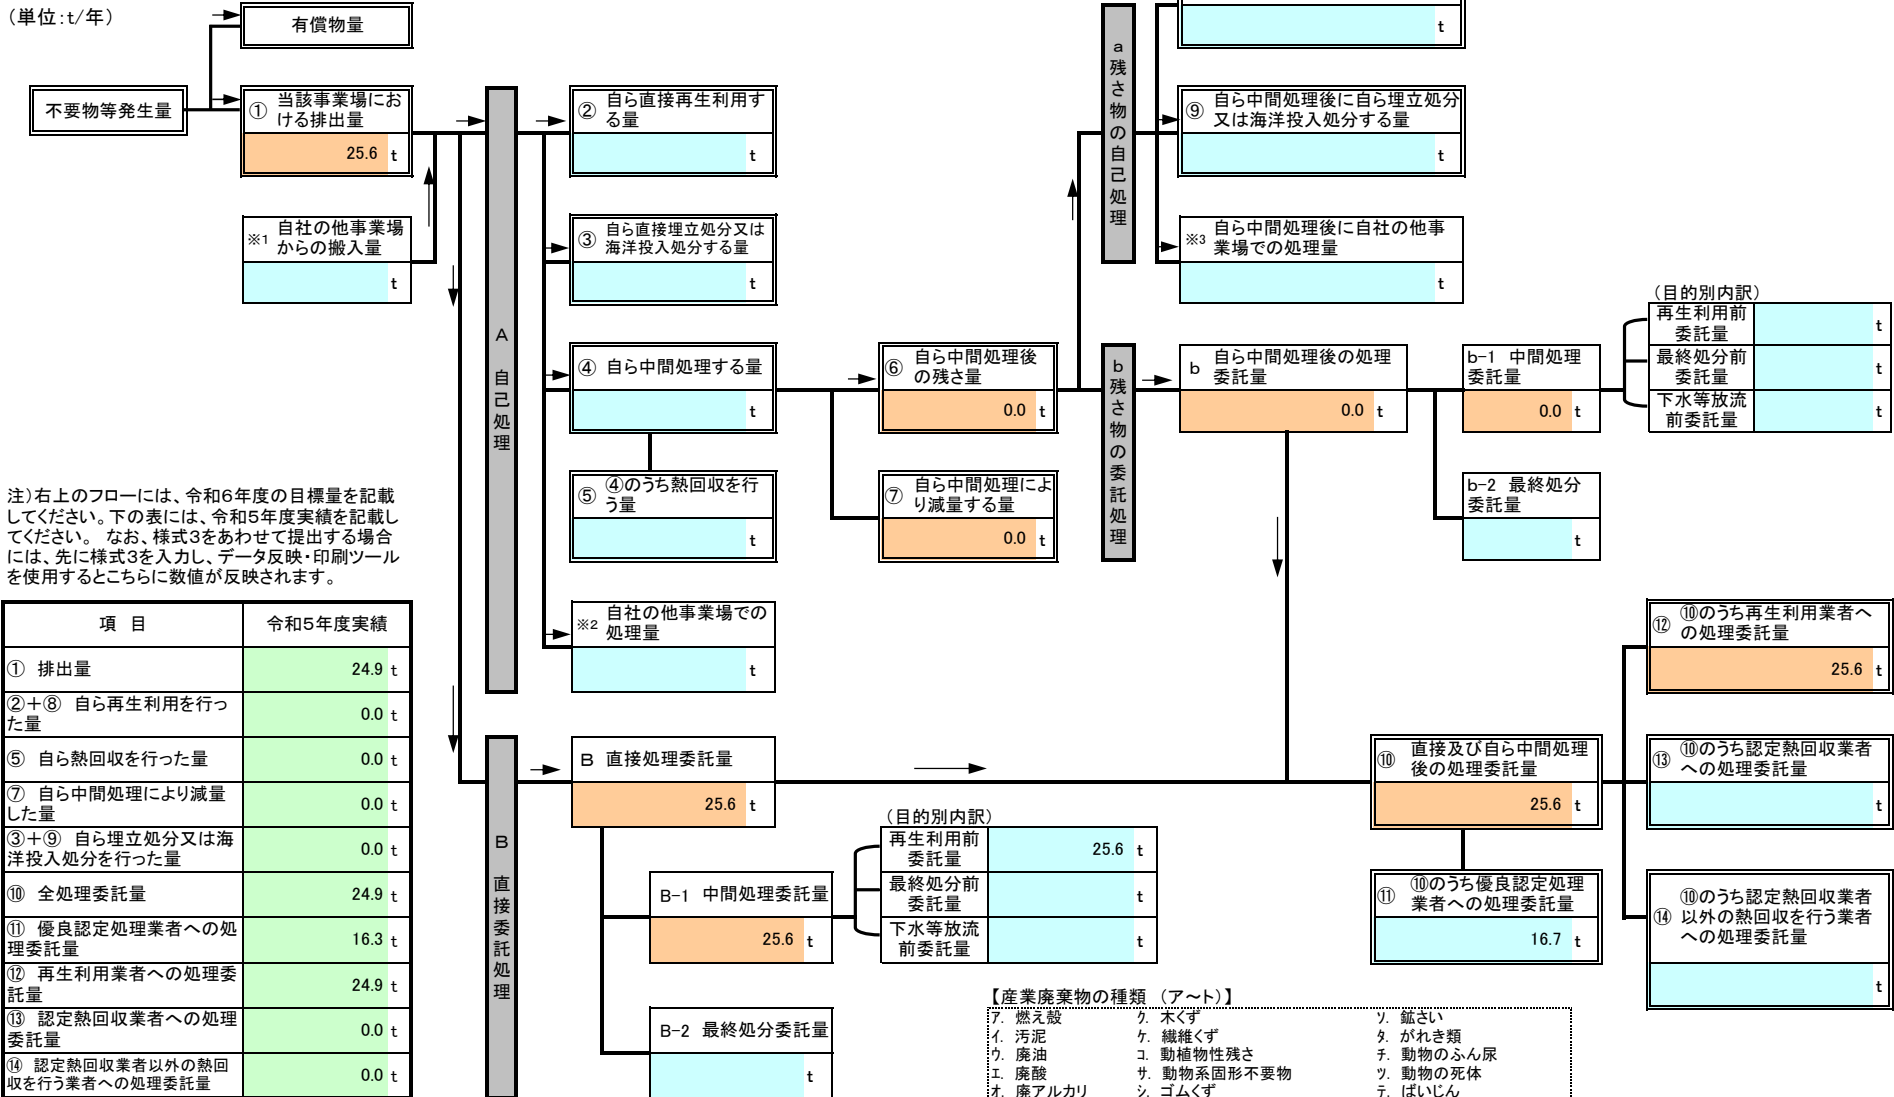 （単位：t/年）
有償物量
不要物等発生量
① 当該事業場にお
ける排出量
25.6 t
※1 自社の他事業場
からの搬入量
t
A 自己処理
② 自ら直接再生利用す
る量
t
③ 自ら直接埋立処分又は
海洋投入処分する量
t
④ 自ら中間処理する量
t
⑤ ④のうち熱回収を行
う量
t
※2 自社の他事業場での
処理量
t
⑥ 自ら中間処理後
の残さ量
0.0 t
⑦ 自ら中間処理によ
り減量する量
0.0 t
a 残さ物の自己処理
t
⑨ 自ら中間処理後に自ら埋立処分
又は海洋投入処分する量
t
※3 自ら中間処理後に自社の他事
業場での処理量
t
b 残さ物の委託処理
b 自ら中間処理後の処理
委託量
0.0 t
b-1 中間処理
委託量
0.0 t
（目的別内訳）
再生利用前
委託量 t
最終処分前
委託量 t
下水等放流
前委託量 t
b-2 最終処分
委託量
t
注）右上のフローには、令和６年度の目標量を記載
してください。下の表には、令和５年度実績を記載し
てください。 なお、様式３をあわせて提出する場合
には、先に様式３を入力し、データ反映・印刷ツール
を使用するとこちらに数値が反映されます。
項 目 令和５年度実績
① 排出量 24.9 t
②＋⑧ 自ら再生利用を行っ
た量 0.0 t
⑤ 自ら熱回収を行った量 0.0 t
⑦ 自ら中間処理により減量
した量 0.0 t
③＋⑨ 自ら埋立処分又は海
洋投入処分を行った量 0.0 t
⑩ 全処理委託量 24.9 t
⑪ 優良認定処理業者への処
理委託量 16.3 t
⑫ 再生利用業者への処理委
託量 24.9 t
⑬ 認定熱回収業者への処理
委託量 0.0 t
⑭ 認定熱回収業者以外の熱回
収を行う業者への処理委託量 0.0 t
B 直接委託処理
B 直接処理委託量
25.6 t
B-1 中間処理委託量
25.6 t
（目的別内訳）
再生利用前
委託量 25.6 t
最終処分前
委託量 t
下水等放流
前委託量 t
B-2 最終処分委託量
t
⑩ 直接及び自ら中間処理
後の処理委託量
25.6 t
⑪ ⑩のうち優良認定処理
業者への処理委託量
16.7 t
⑫ ⑩のうち再生利用業者へ
の処理委託量
25.6 t
⑬ ⑩のうち認定熱回収業者
への処理委託量
t
⑭ ⑩のうち認定熱回収業者
以外の熱回収を行う業者
への処理委託量
t
【産業廃棄物の種類 （ア～ト）】
ア. 燃え殻 ク. 木くず ソ. 鉱さい
イ. 汚泥 ケ. 繊維くず タ. がれき類
ウ. 廃油 コ. 動植物性残さ チ. 動物のふん尿
エ. 廃酸 サ. 動物系固形不要物 ツ. 動物の死体
オ. 廃アルカリ シ. ゴムくず テ. ばいじん